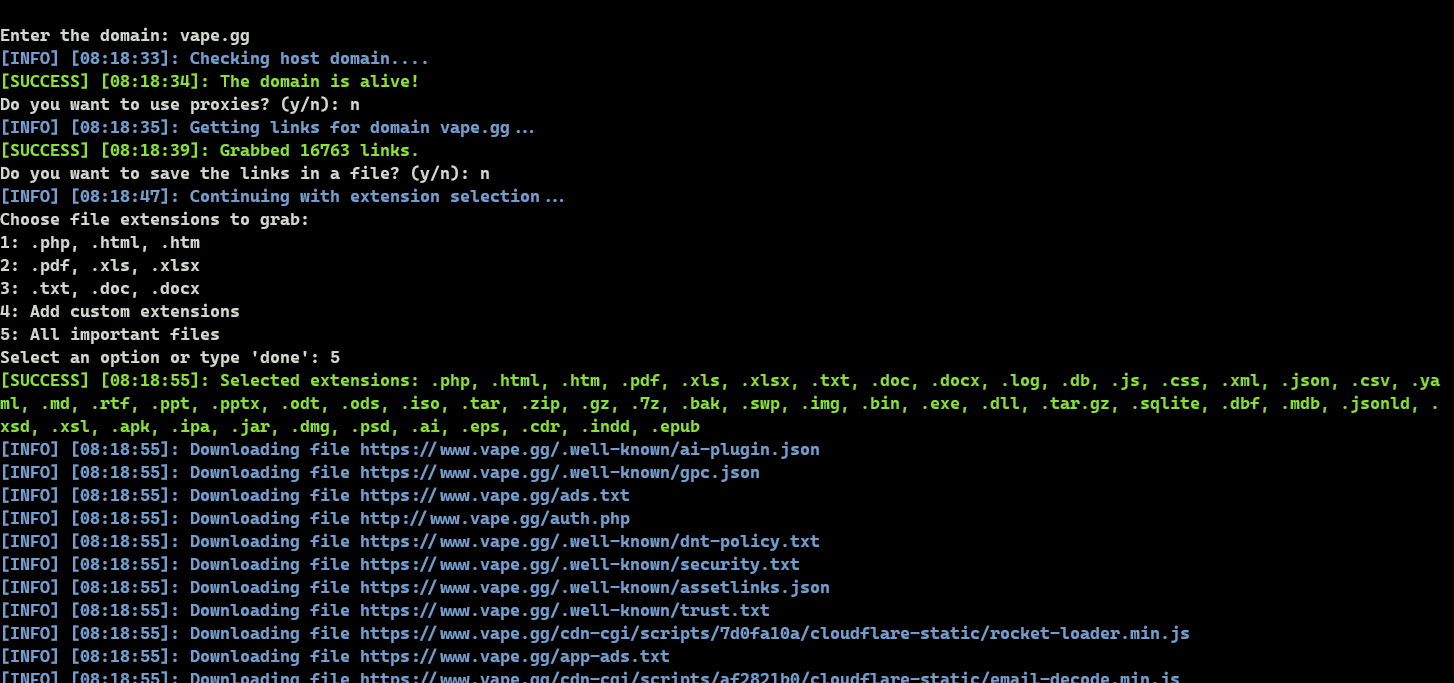 Enter the domain: vape.gg
[INFO] [08:18:33]: Checking host domain....
[SUCCESS] [08:18:34]: The domain is alive!
Do you want to use proxies? (y/n): n
[INFO] [08:18:35]: Getting links for domain vape.gg...
[SUCCESS] [08:18:39]: Grabbed 16763 links.
Do you want to save the links in a file? (y/n): n
[INFO] [08:18:47]: Continuing with extension selection...
Choose file extensions to grab:
1: .php, .html, .htm
2: .pdf, .xls, .xlsx
3: .txt, .doc, .docx
4: Add custom extensions
5: All important files
Select an option or type 'done': 5
[SUCCESS] [08:18:55]: Selected extensions: .php, .html, .htm, .pdf, .xls, .xlsx, .txt, .doc, .docx, .log, .db, .js, .css, .xml, .json, .csv, .ya
ml, .md, .rtf, .ppt, .pptx, .odt, .ods, .iso, .tar, .zip, .gz, .7z, .bak, .swp, .img, .bin, .exe, .dll, .tar.gz, .sqlite, .dbf, .mdb, .jsonld, .
xsd, .xsl, .apk, .ipa, .jar, .dmg, .psd, .ai, .eps, .cdr, .indd, .epub
[INFO] [08:18:55]: Downloading file https://www.vape.gg/.well-known/ai-plugin.json
[INFO] [08:18:55]: Downloading file https://www.vape.gg/.well-known/gpc.json
[INFO] [08:18:55]: Downloading file https://www.vape.gg/ads.txt
[INFO] [08:18:55]: Downloading file http://www.vape.gg/auth.php
[INFO] [08:18:55]: Downloading file https://www.vape.gg/.well-known/dnt-policy.txt
[INFO] [08:18:55]: Downloading file https://www.vape.gg/.well-known/security.txt
[INFO] [08:18:55]: Downloading file https://www.vape.gg/.well-known/assetlinks.json
[INFO] [08:18:55]: Downloading file https://www.vape.gg/.well-known/trust.txt
[INFO] [08:18:55]: Downloading file https://www.vape.gg/cdn-cgi/scripts/7d0fa10a/cloudflare-static/rocket-loader.min.js
[INFO] [08:18:55]: Downloading file https://www.vape.gg/app-ads.txt
[INFO] [08:18:55]: Downloading file https://www.vape.gg/cdn-cgi/scripts/af2821b0/cloudflare-static/email-decode.min.js